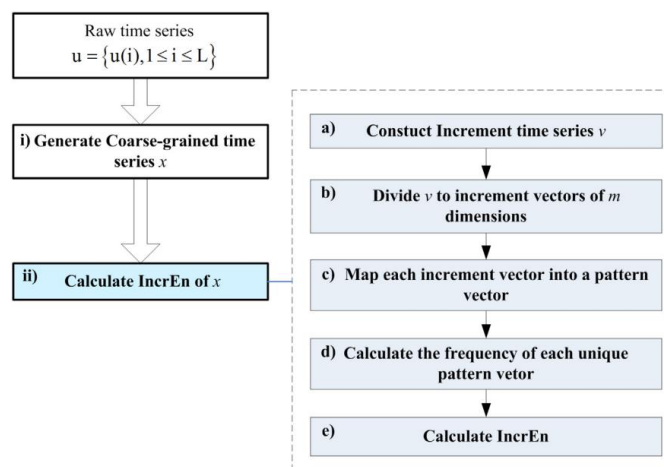 Raw time series
u = {u(i),1 ≤ i ≤ L}
i) Generate Coarse-grained time
series x
ii) Calculate IncrEn of x
a) Constuct Increment time series v
b) Divide v to increment vectors of m
dimensions
c) Map each increment vector into a pattern
vector
d) Calculate the frequency of each unique
pattern vetor
e) Calculate IncrEn